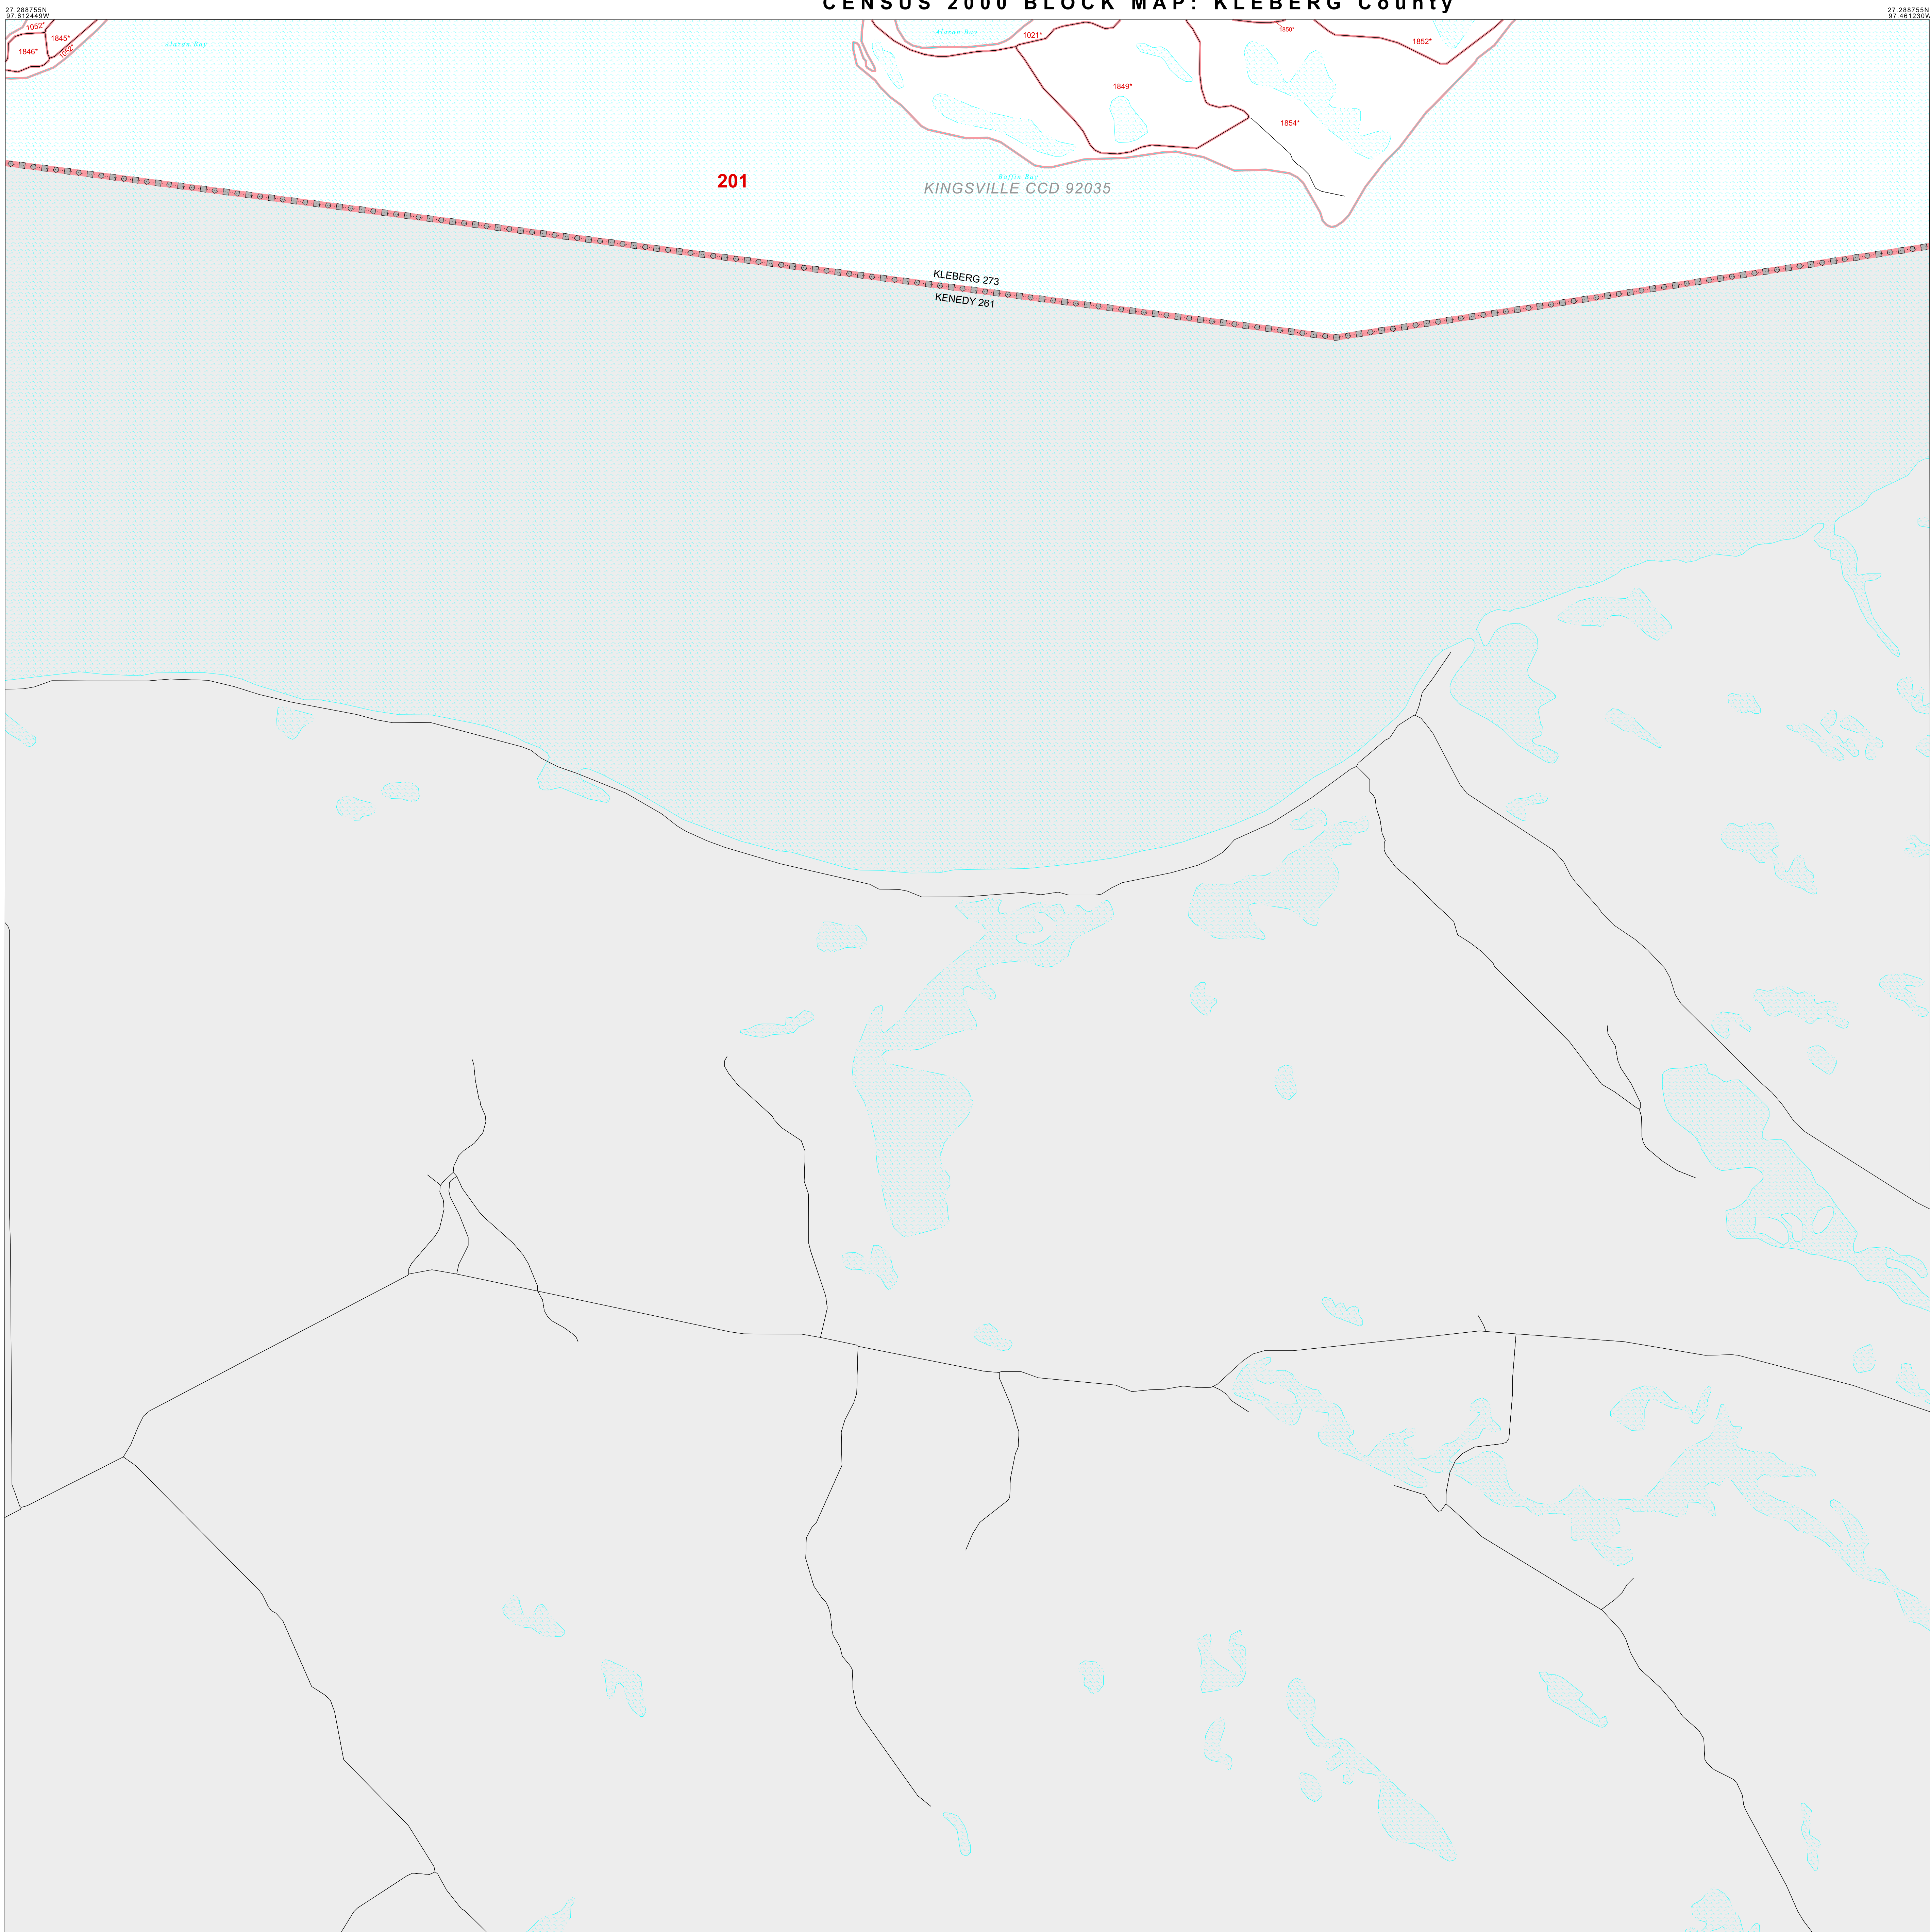 CENSUS 2000 BLOCK MAP: KLEBERG County
27.288755N
97.612449W
27.288755N
97.461230W
1052*
1845*
1846*
1052*
Alazan Bay
Alazan Bay
1021*
1850*
1852*
1849*
1854*
201
Baffin Bay
KINGSVILLE CCD 92035
KLEBERG 273
KENEDY 261